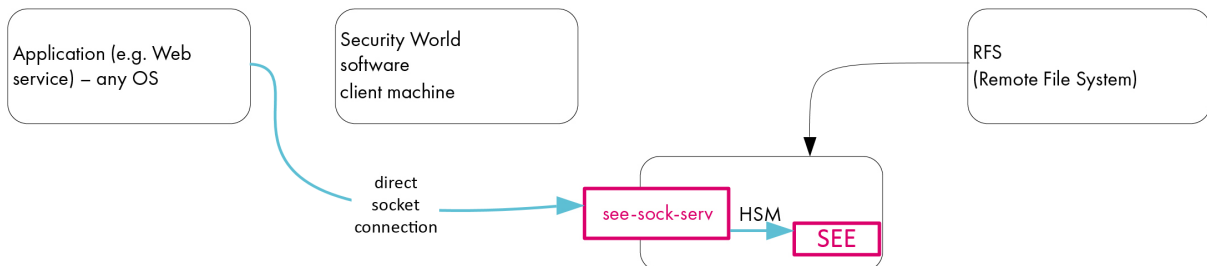 Application (e.g. Web
service) – any OS
Security World
software
client machine
RFS
(Remote File System)
direct
socket
connection
see-sock-serv
HSM
SEE